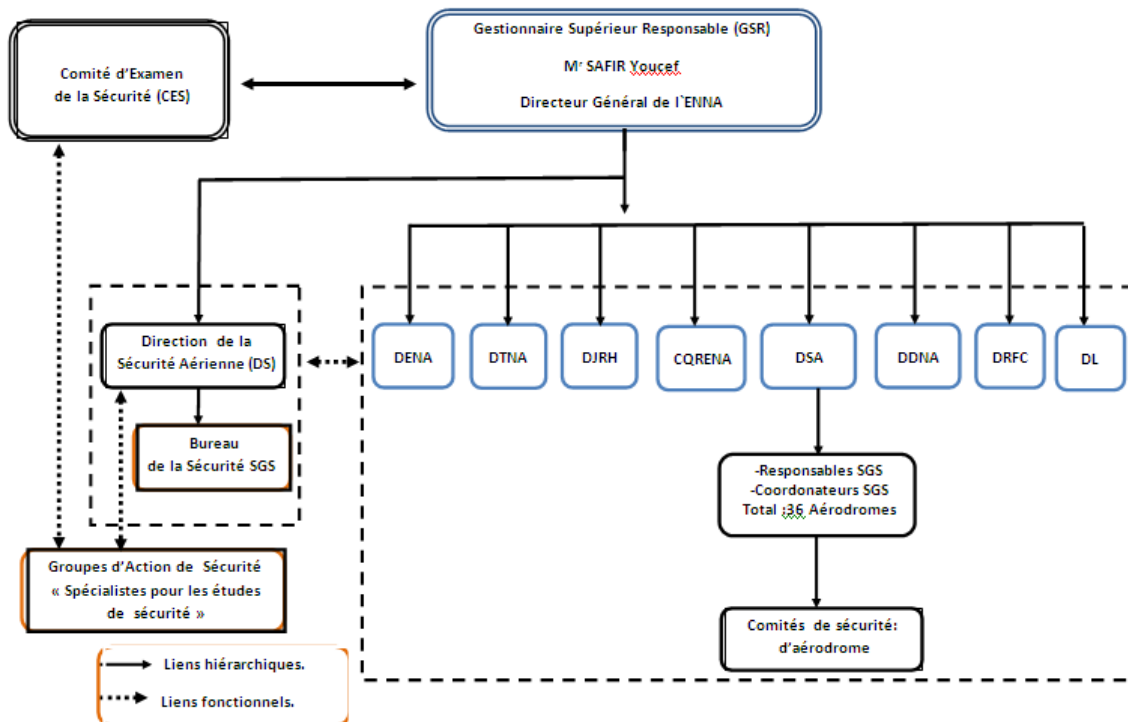 Gestionnaire Supérieur Responsable (GSR)
Mr SAFIR Youcef
Directeur Général de l`ENNA
Comité d’Examen
de la Sécurité (CES)
Direction de la
Sécurité Aérienne (DS)
Bureau
de la Sécurité SGS
DENA
DTNA
DJRH
CQRENA
DSA
DDNA
DRFC
DL
-Responsables SGS
-Coordonateurs SGS
Total :36 Aérodromes
Groupes d’Action de Sécurité
« Spécialistes pour les études
de sécurité »
Comités de sécurité:
d’aérodrome
Liens hiérarchiques.
Liens fonctionnels.